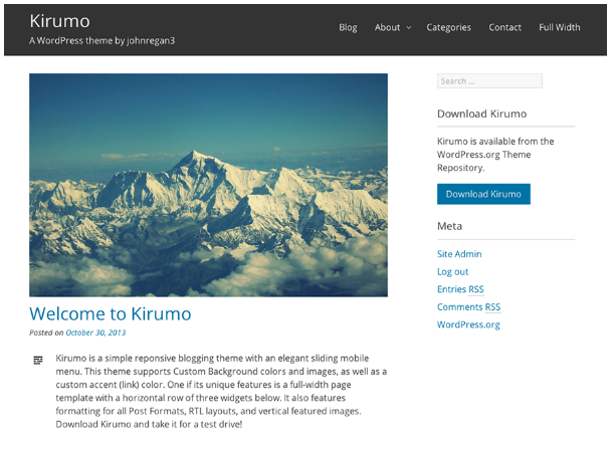 Kirumo
A WordPress theme by johnregan3
Blog About Categories Contact Full Width
Search ...
Download Kirumo
Kirumo is available from the
WordPress.org Theme
Repository.
Download Kirumo
Meta
Site Admin
Log out
Entries RSS
Comments RSS
WordPress.org
Welcome to Kirumo
Posted on October 30, 2013
Kirumo is a simple reponsive blogging theme with an elegant sliding mobile
menu. This theme supports Custom Background colors and images, as well as a
custom accent (link) color. One if its unique features is a full-width page
template with a horizontal row of three widgets below. It also features
formatting for all Post Formats, RTL layouts, and vertical featured images.
Download Kirumo and take it for a test drive!